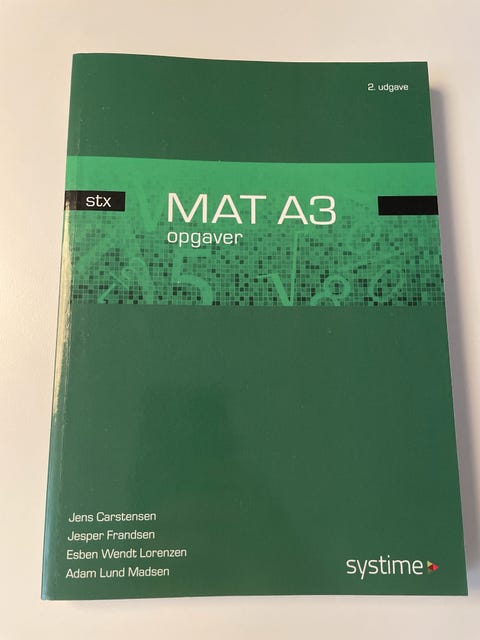 2. udgave
stx
MAT A3
opgaver
Jens Carstensen
Jesper Frandsen
Esben Wendt Lorenzen
Adam Lund Madsen
systime